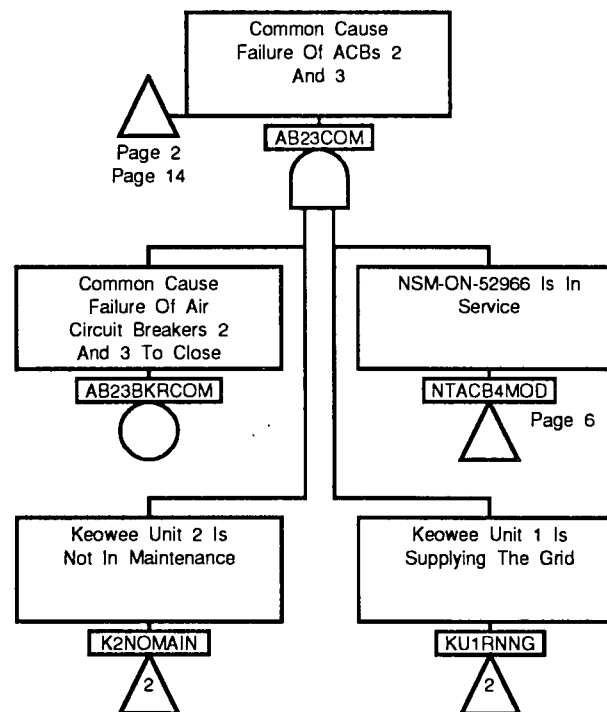 Common Cause
Failure Of ACBs 2
And 3
Page 2
Page 14
AB23COM
Common Cause
Failure Of Air
Circuit Breakers 2
And 3 To Close
AB23BKRCOM
NSM-ON-52966 Is In
Service
NTACB4MOD
Page 6
Keowee Unit 2 Is
Not In Maintenance
K2NOMAIN
2
Keowee Unit 1 Is
Supplying The Grid
KU1RNNG
2